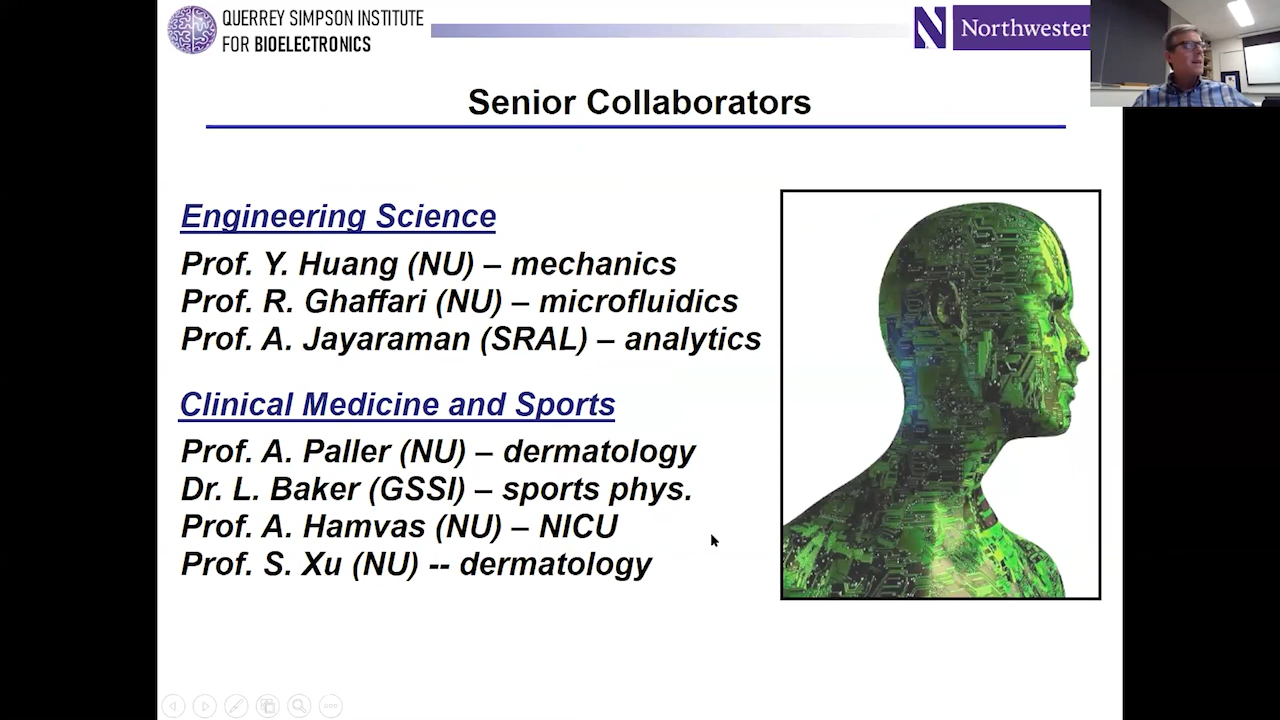 QUERREY SIMPSON INSTITUTE
FOR BIOELECTRONICS
N Northwester
Senior Collaborators
Engineering Science
Prof. Y. Huang (NU) – mechanics
Prof. R. Ghaffari (NU) – microfluidics
Prof. A. Jayaraman (SRAL) – analytics
Clinical Medicine and Sports
Prof. A. Paller (NU) – dermatology
Dr. L. Baker (GSSI) – sports phys.
Prof. A. Hamvas (NU) – NICU
Prof. S. Xu (NU) -- dermatology